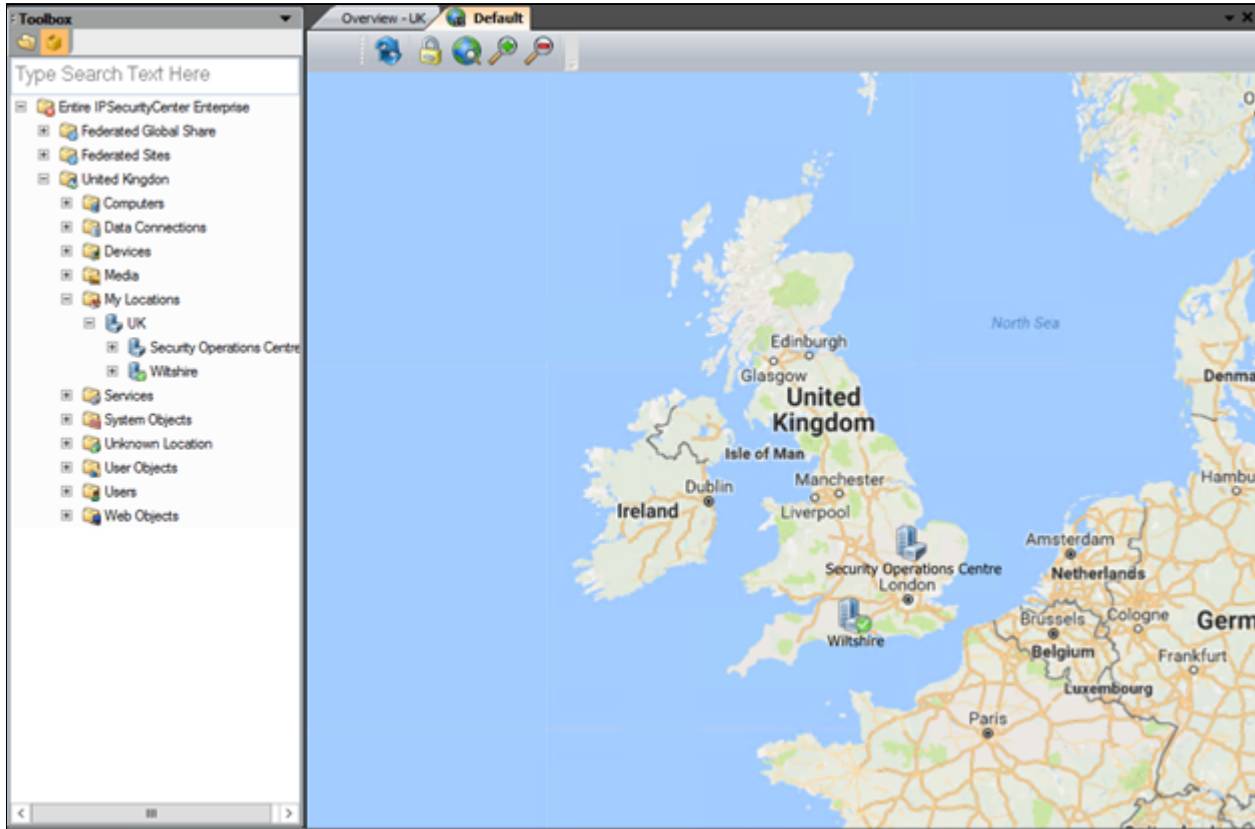 Toolbox
Type Search Text Here
Entire IPSecurityCenter Enterprise
Federated Global Share
Federated Sites
United Kingdon
Computers
Data Connections
Devices
Media
My Locations
UK
Security Operations Centre
Wiltshire
Services
System Objects
Unknown Location
User Objects
Users
Web Objects
Overview - UK
Default
North Sea
Edinburgh
Glasgow
United
Kingdom
Denma
Isle of Man
Manchester
Dublin
Hambu
Ireland
Liverpool
Amsterdam
Security Operations Centre
Netherlands
London
Brussels
Cologne
Germ
Wiltshire
Belgium
Frankfurt
Luxembourg
Paris